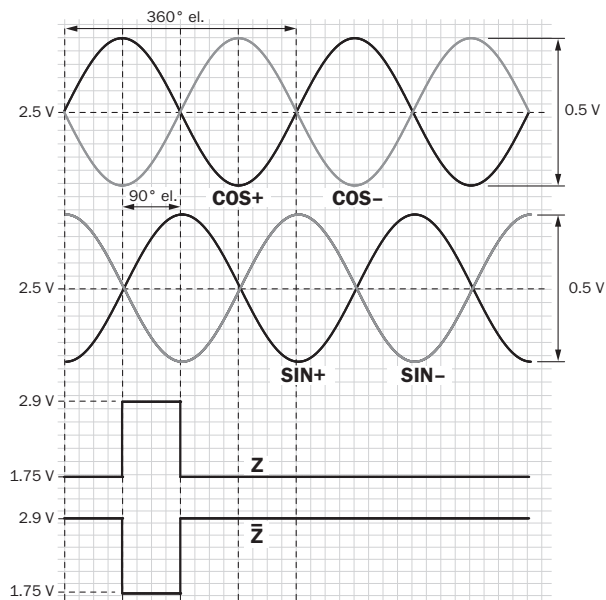 360° el.
2.5 V
0.5 V
90° el.
COS+
COS−
2.5 V
0.5 V
SIN+
SIN−
2.9 V
Z
1.75 V
2.9 V
Z̅
1.75 V